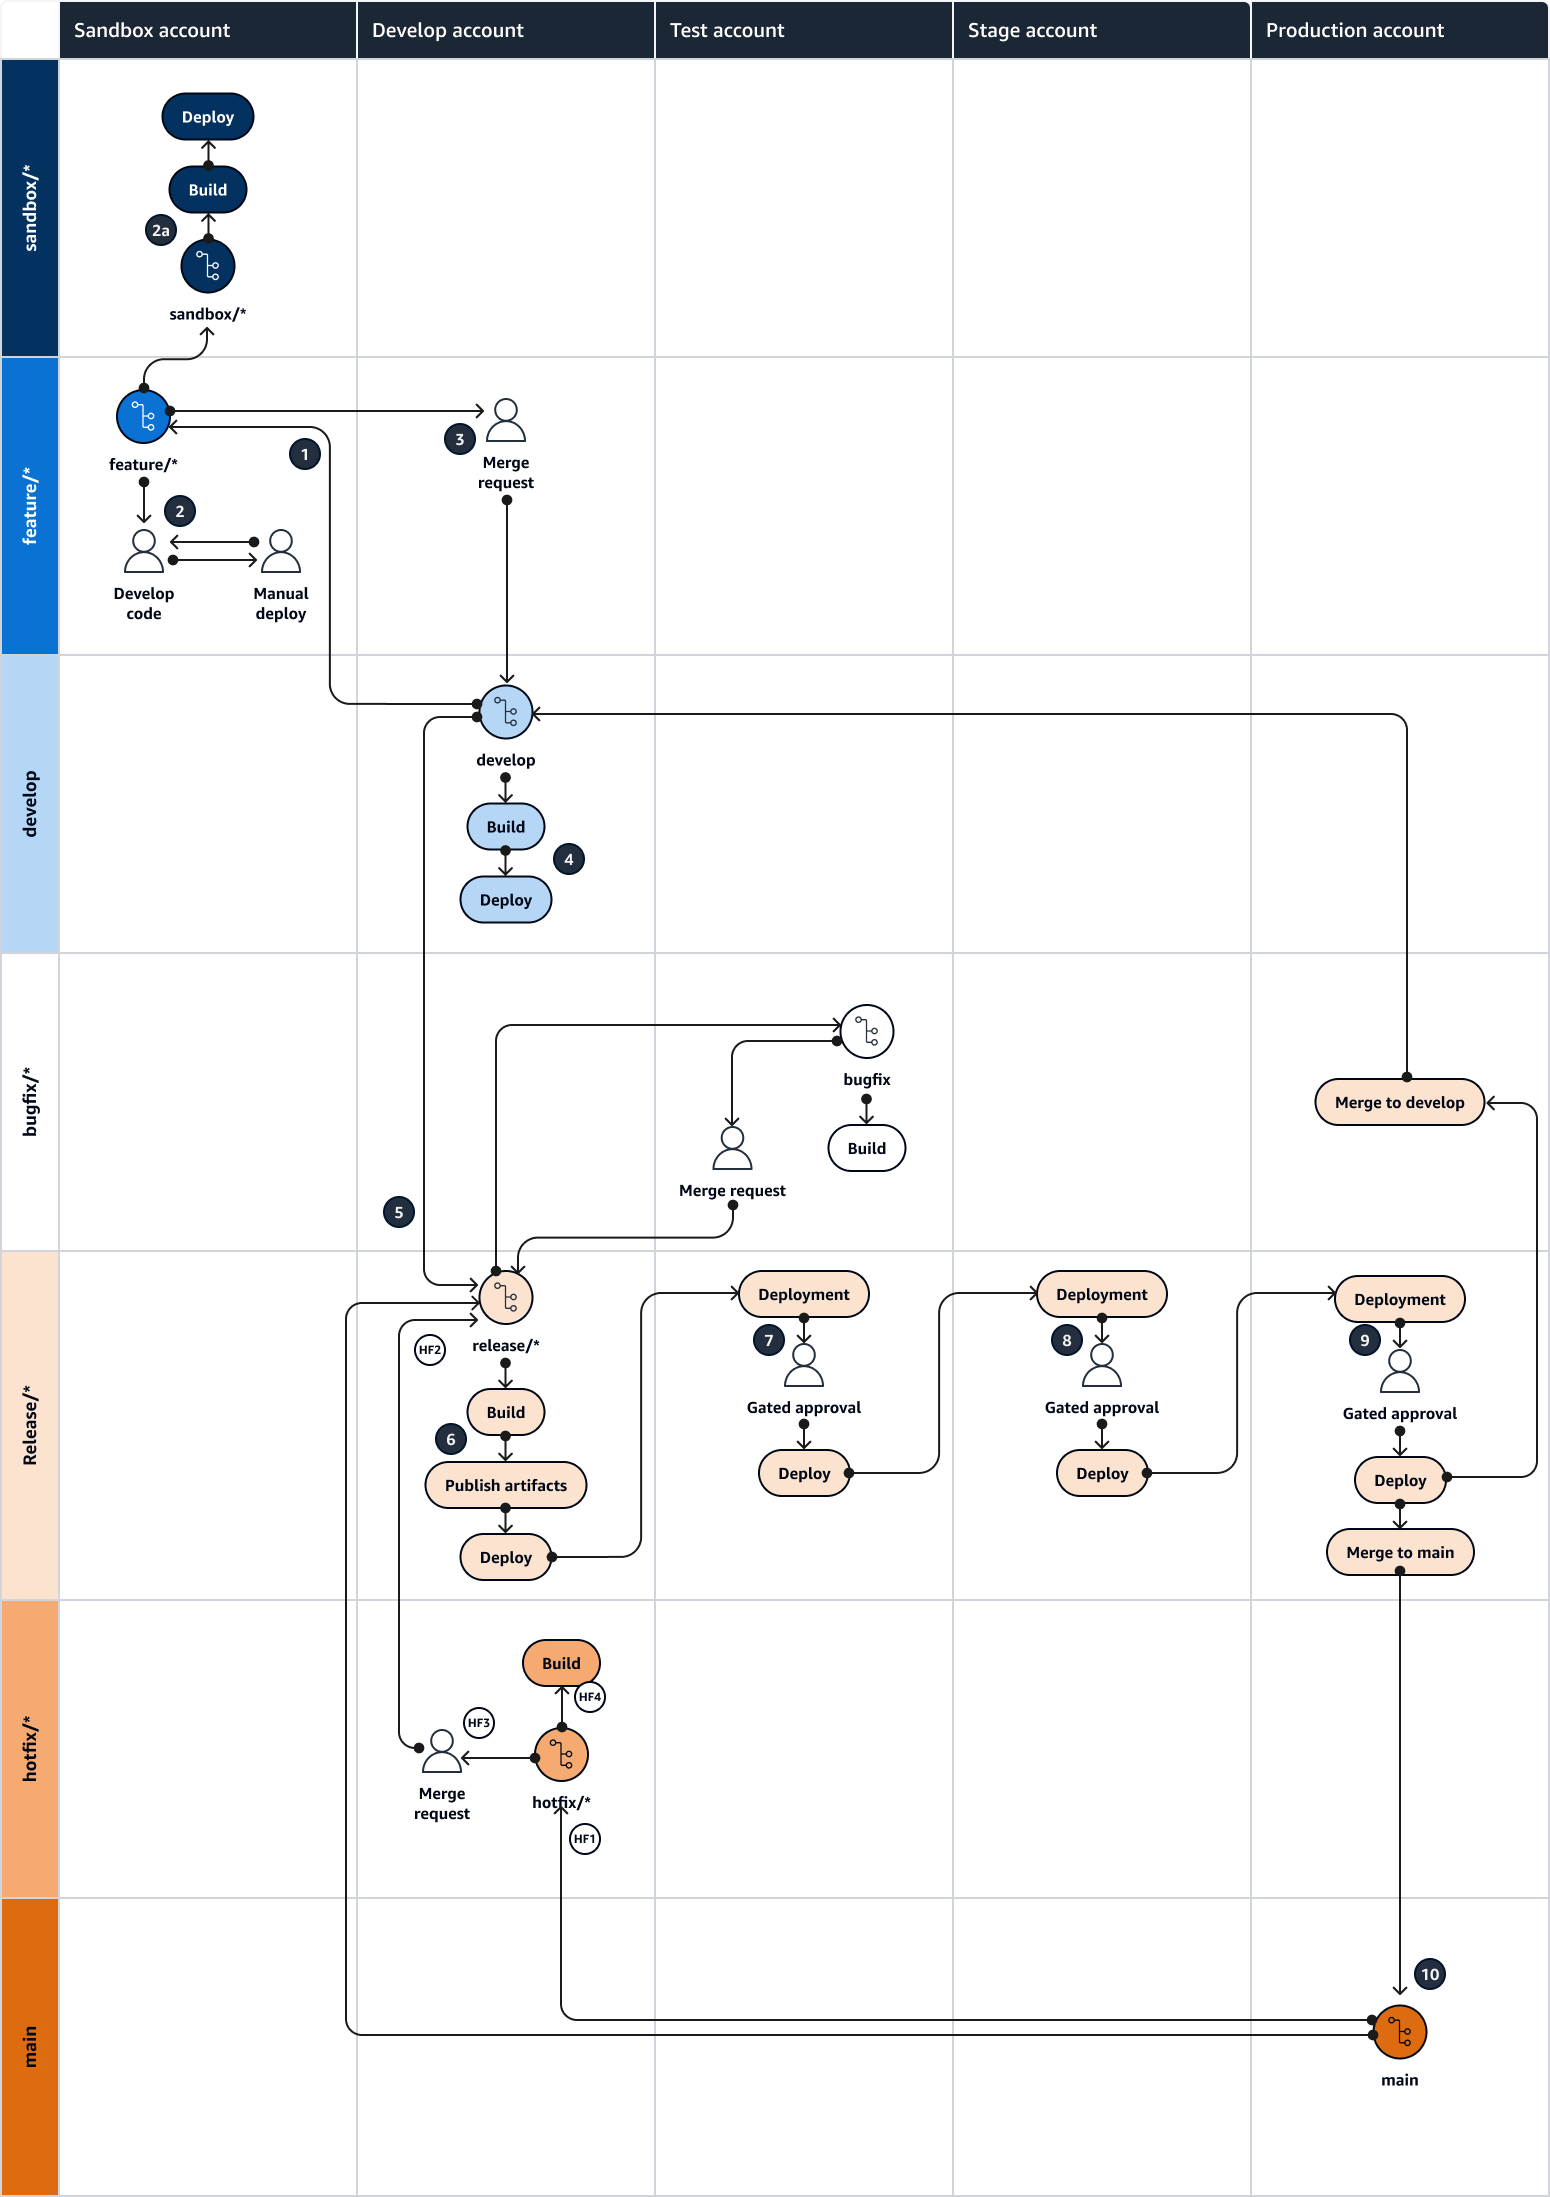 Sandbox account
Develop account
Test account
Stage account
Production account
sandbox/*
Deploy
Build
2a
sandbox/*
feature/*
feature/*
1
2
Develop
code
Manual
deploy
3
Merge
request
develop
develop
Build
4
Deploy
bugfix/*
bugfix
Build
Merge request
5
Merge to develop
Release/*
HF2
release/*
Build
6
Publish artifacts
Deploy
Deployment
7
Gated approval
Deploy
Deployment
8
Gated approval
Deploy
Deployment
9
Gated approval
Deploy
Merge to main
hotfix/*
Build
HF4
HF3
Merge
request
hotfix/*
HF1
main
10
main